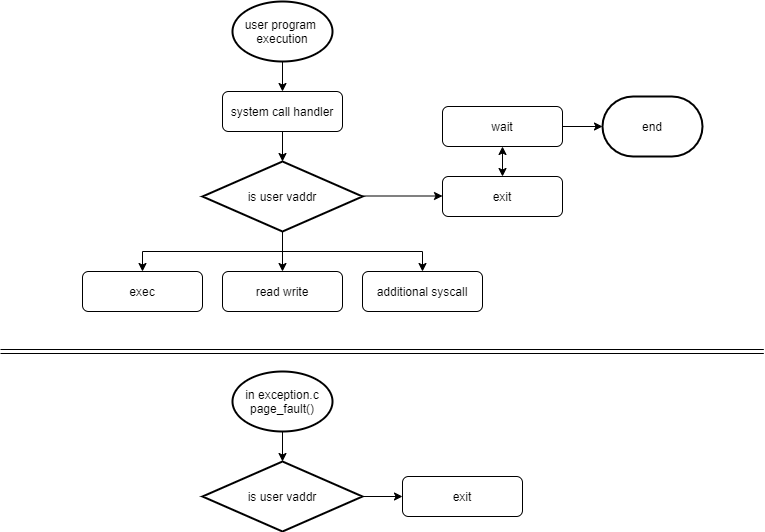 user program
execution
system call handler
wait
end
is user vaddr
exit
exec
read write
additional syscall
in exception.c
page_fault()
is user vaddr
exit